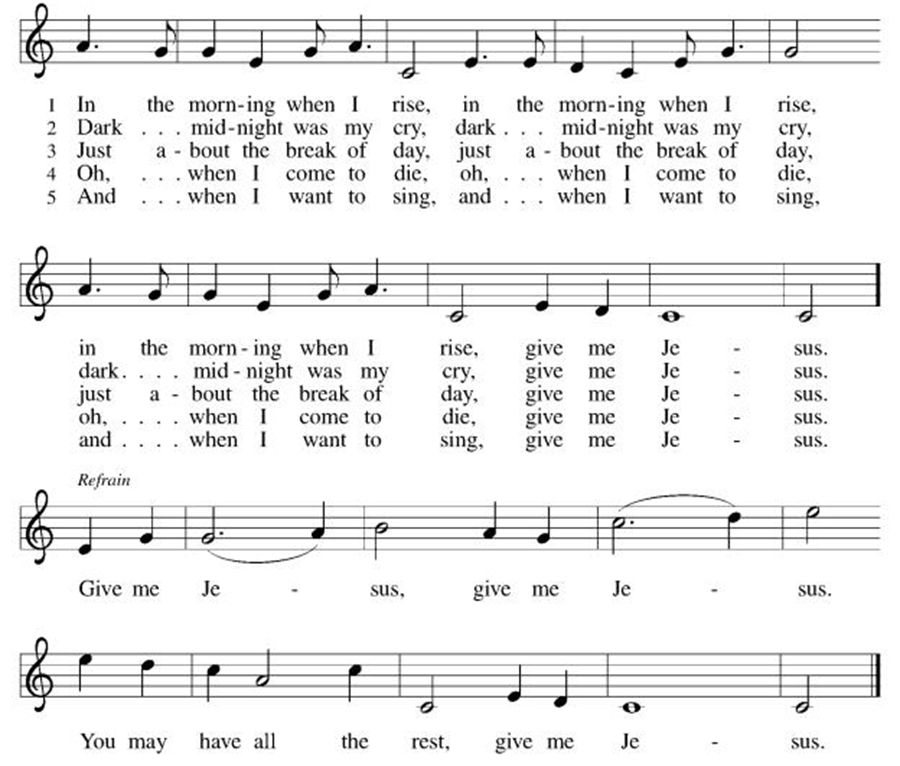 1 In the morn-ing when I rise, in the morn-ing when I rise,
2 Dark . . . mid-night was my cry, dark . . . mid-night was my cry,
3 Just a - bout the break of day, just a - bout the break of day,
4 Oh, . . . when I come to die, oh, . . . when I come to die,
5 And . . . when I want to sing, and . . . when I want to sing,
in the morn - ing when I rise, give me Je - sus.
dark. . . . mid - night was my cry, give me Je - sus.
just a - bout the break of day, give me Je - sus.
oh, . . . . when I come to die, give me Je - sus.
and . . . . when I want to sing, give me Je - sus.
Refrain
Give me Je - sus, give me Je - sus.
You may have all the rest, give me Je - sus.